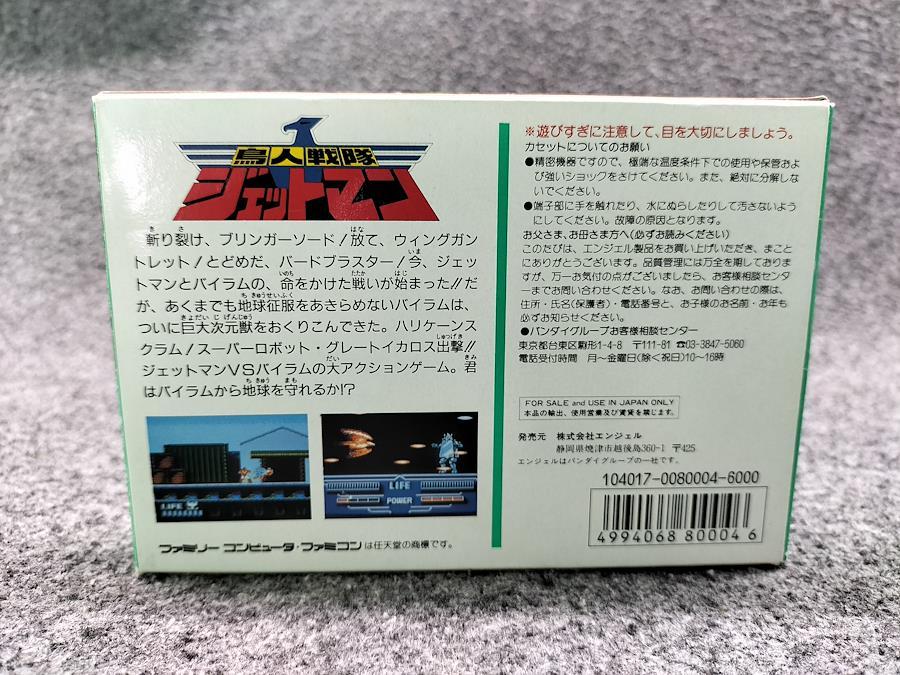 鳥人戦隊
ジェットマン
斬り裂け、ブリンガーソード!放て、ウィングガン
トレット!とどめだ、バードブラスター!今、ジェッ
トマンとバイラムの、命をかけた戦いが始まった!!だ
が、あくまでも地球征服をあきらめないバイラムは、
ついに巨大次元獣をおくりこんできた。ハリケーンス
クラム!スーパーロボット・グレートイカロス出撃!!
ジェットマンVSバイラムの大アクションゲーム。君
はバイラムから地球を守れるか!?
LIFE
LIFE
POWER
ファミリーコンピュータ・ファミコンは任天堂の商標です。
※遊びすぎに注意して、目を大切にしましょう。
カセットについてのお願い
●精密機器ですので、極端な温度条件下での使用や保管およ
び強いショックをさけてください。また、絶対に分解しな
いでください。
●端子部に手を触れたり、水にぬらしたりして汚さないよう
にしてください。故障の原因となります。
お父さま、お母さま方へ(必ずお読みください)
このたびは、エンジェル製品をお買い上げいただき、まこと
にありがとうございます。品質管理には万全を期しておりま
すが、万一お気付の点がございましたら、お客様相談センタ
ーまでお問い合わせください。なお、お問い合わせの際は、
住所・氏名(保護者)・電話番号と、お子様のお名前・お年も
必ずお知らせください。
●バンダイグループお客様相談センター
東京都台東区駒形1-4-8 〒111-81 ☎03-3847-5060
電話受付時間 月〜金曜日(除く祝日)10〜16時
FOR SALE and USE IN JAPAN ONLY
本品の輸出、使用営業及び賃貸を禁じます。
発売元 株式会社エンジェル
静岡県焼津市越後島360-1 〒425
エンジェルはバンダイグループの一社です。
104017-0080004-6000
4994068800046